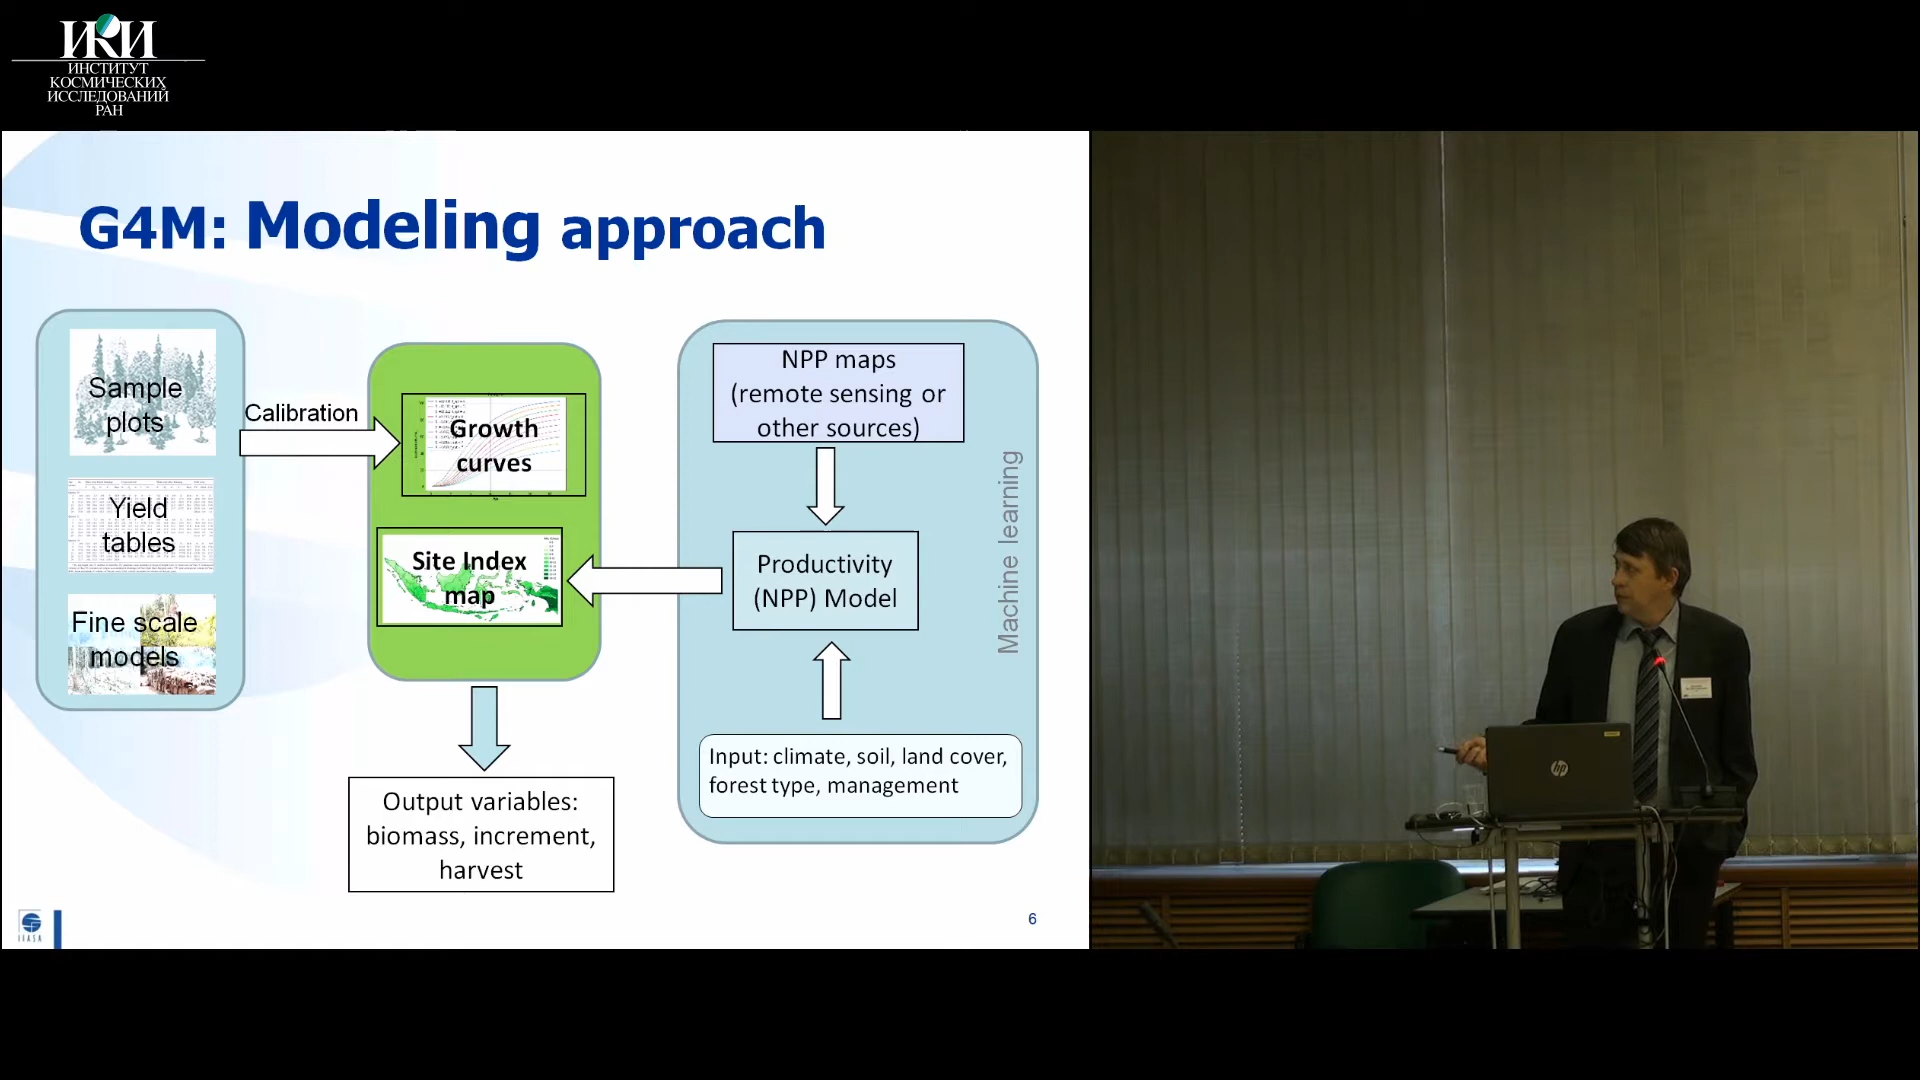 ИКИ
ИНСТИТУТ
КОСМИЧЕСКИХ
ИССЛЕДОВАНИЙ
РАН
G4M: Modeling approach
Sample
plots
Yield
tables
Fine scale
models
Calibration
Growth
curves
Site Index
map
Output variables:
biomass, increment,
harvest
NPP maps
(remote sensing or
other sources)
Productivity
(NPP) Model
Input: climate, soil, land cover,
forest type, management
Machine learning
IIASA
6
hp